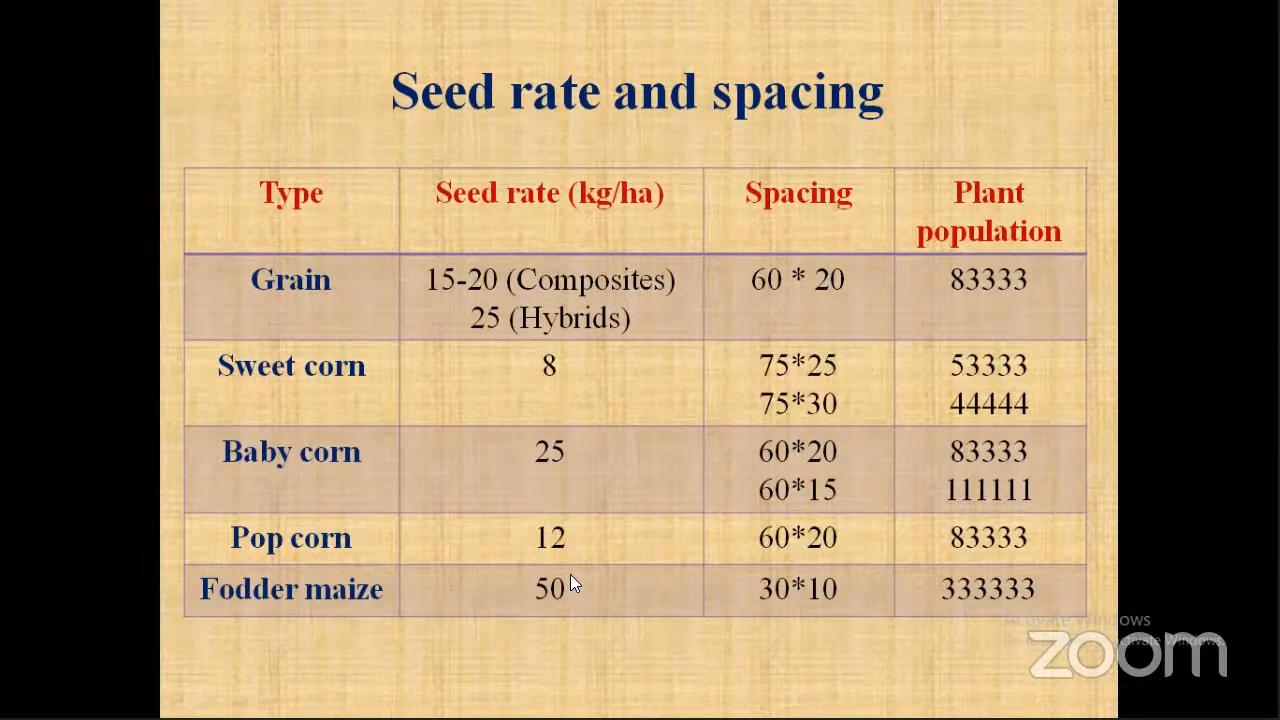 Seed rate and spacing
Type Seed rate (kg/ha) Spacing Plant population
Grain 15-20 (Composites) 60 * 20 83333
25 (Hybrids)
Sweet corn 8 75*25 53333
75*30 44444
Baby corn 25 60*20 83333
60*15 111111
Pop corn 12 60*20 83333
Fodder maize 50 30*10 333333
Activate Windows
zoom